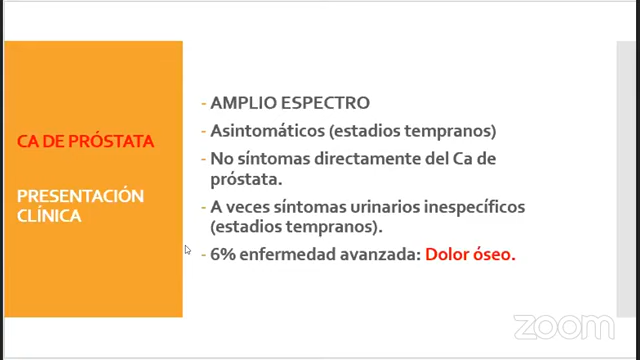 CA DE PRÓSTATA
PRESENTACIÓN
CLÍNICA
- AMPLIO ESPECTRO
- Asintomáticos (estadios tempranos)
- No síntomas directamente del Ca de
próstata.
- A veces síntomas urinarios inespecíficos
(estadios tempranos).
- 6% enfermedad avanzada: Dolor óseo.
zoom